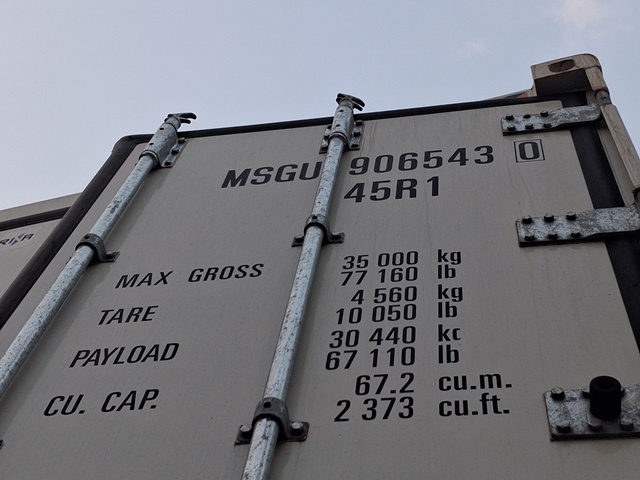 MSGU 906543 0
45R1
MAX GROSS 35 000 kg
77 160 lb
TARE 4 560 kg
10 050 lb
PAYLOAD 30 440 kg
67 110 lb
CU. CAP. 67.2 cu.m.
2 373 cu.ft.